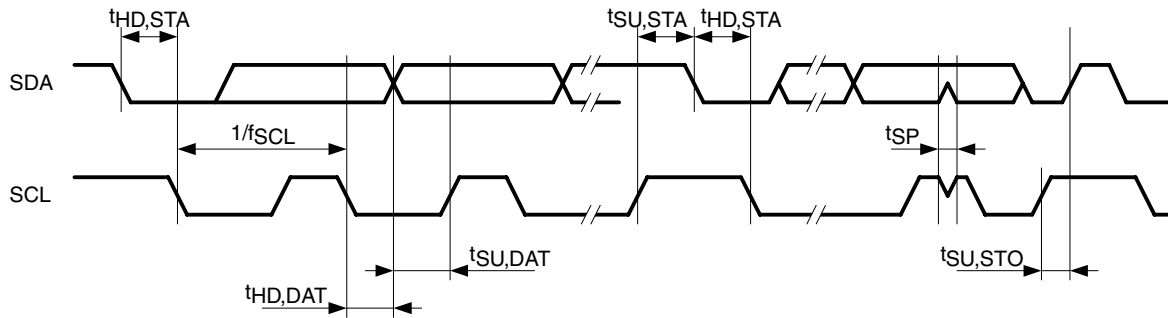 tHD,STA
tSU,STA
tHD,STA
SDA
1/fSCL
tSP
SCL
tSU,DAT
tSU,STO
tHD,DAT